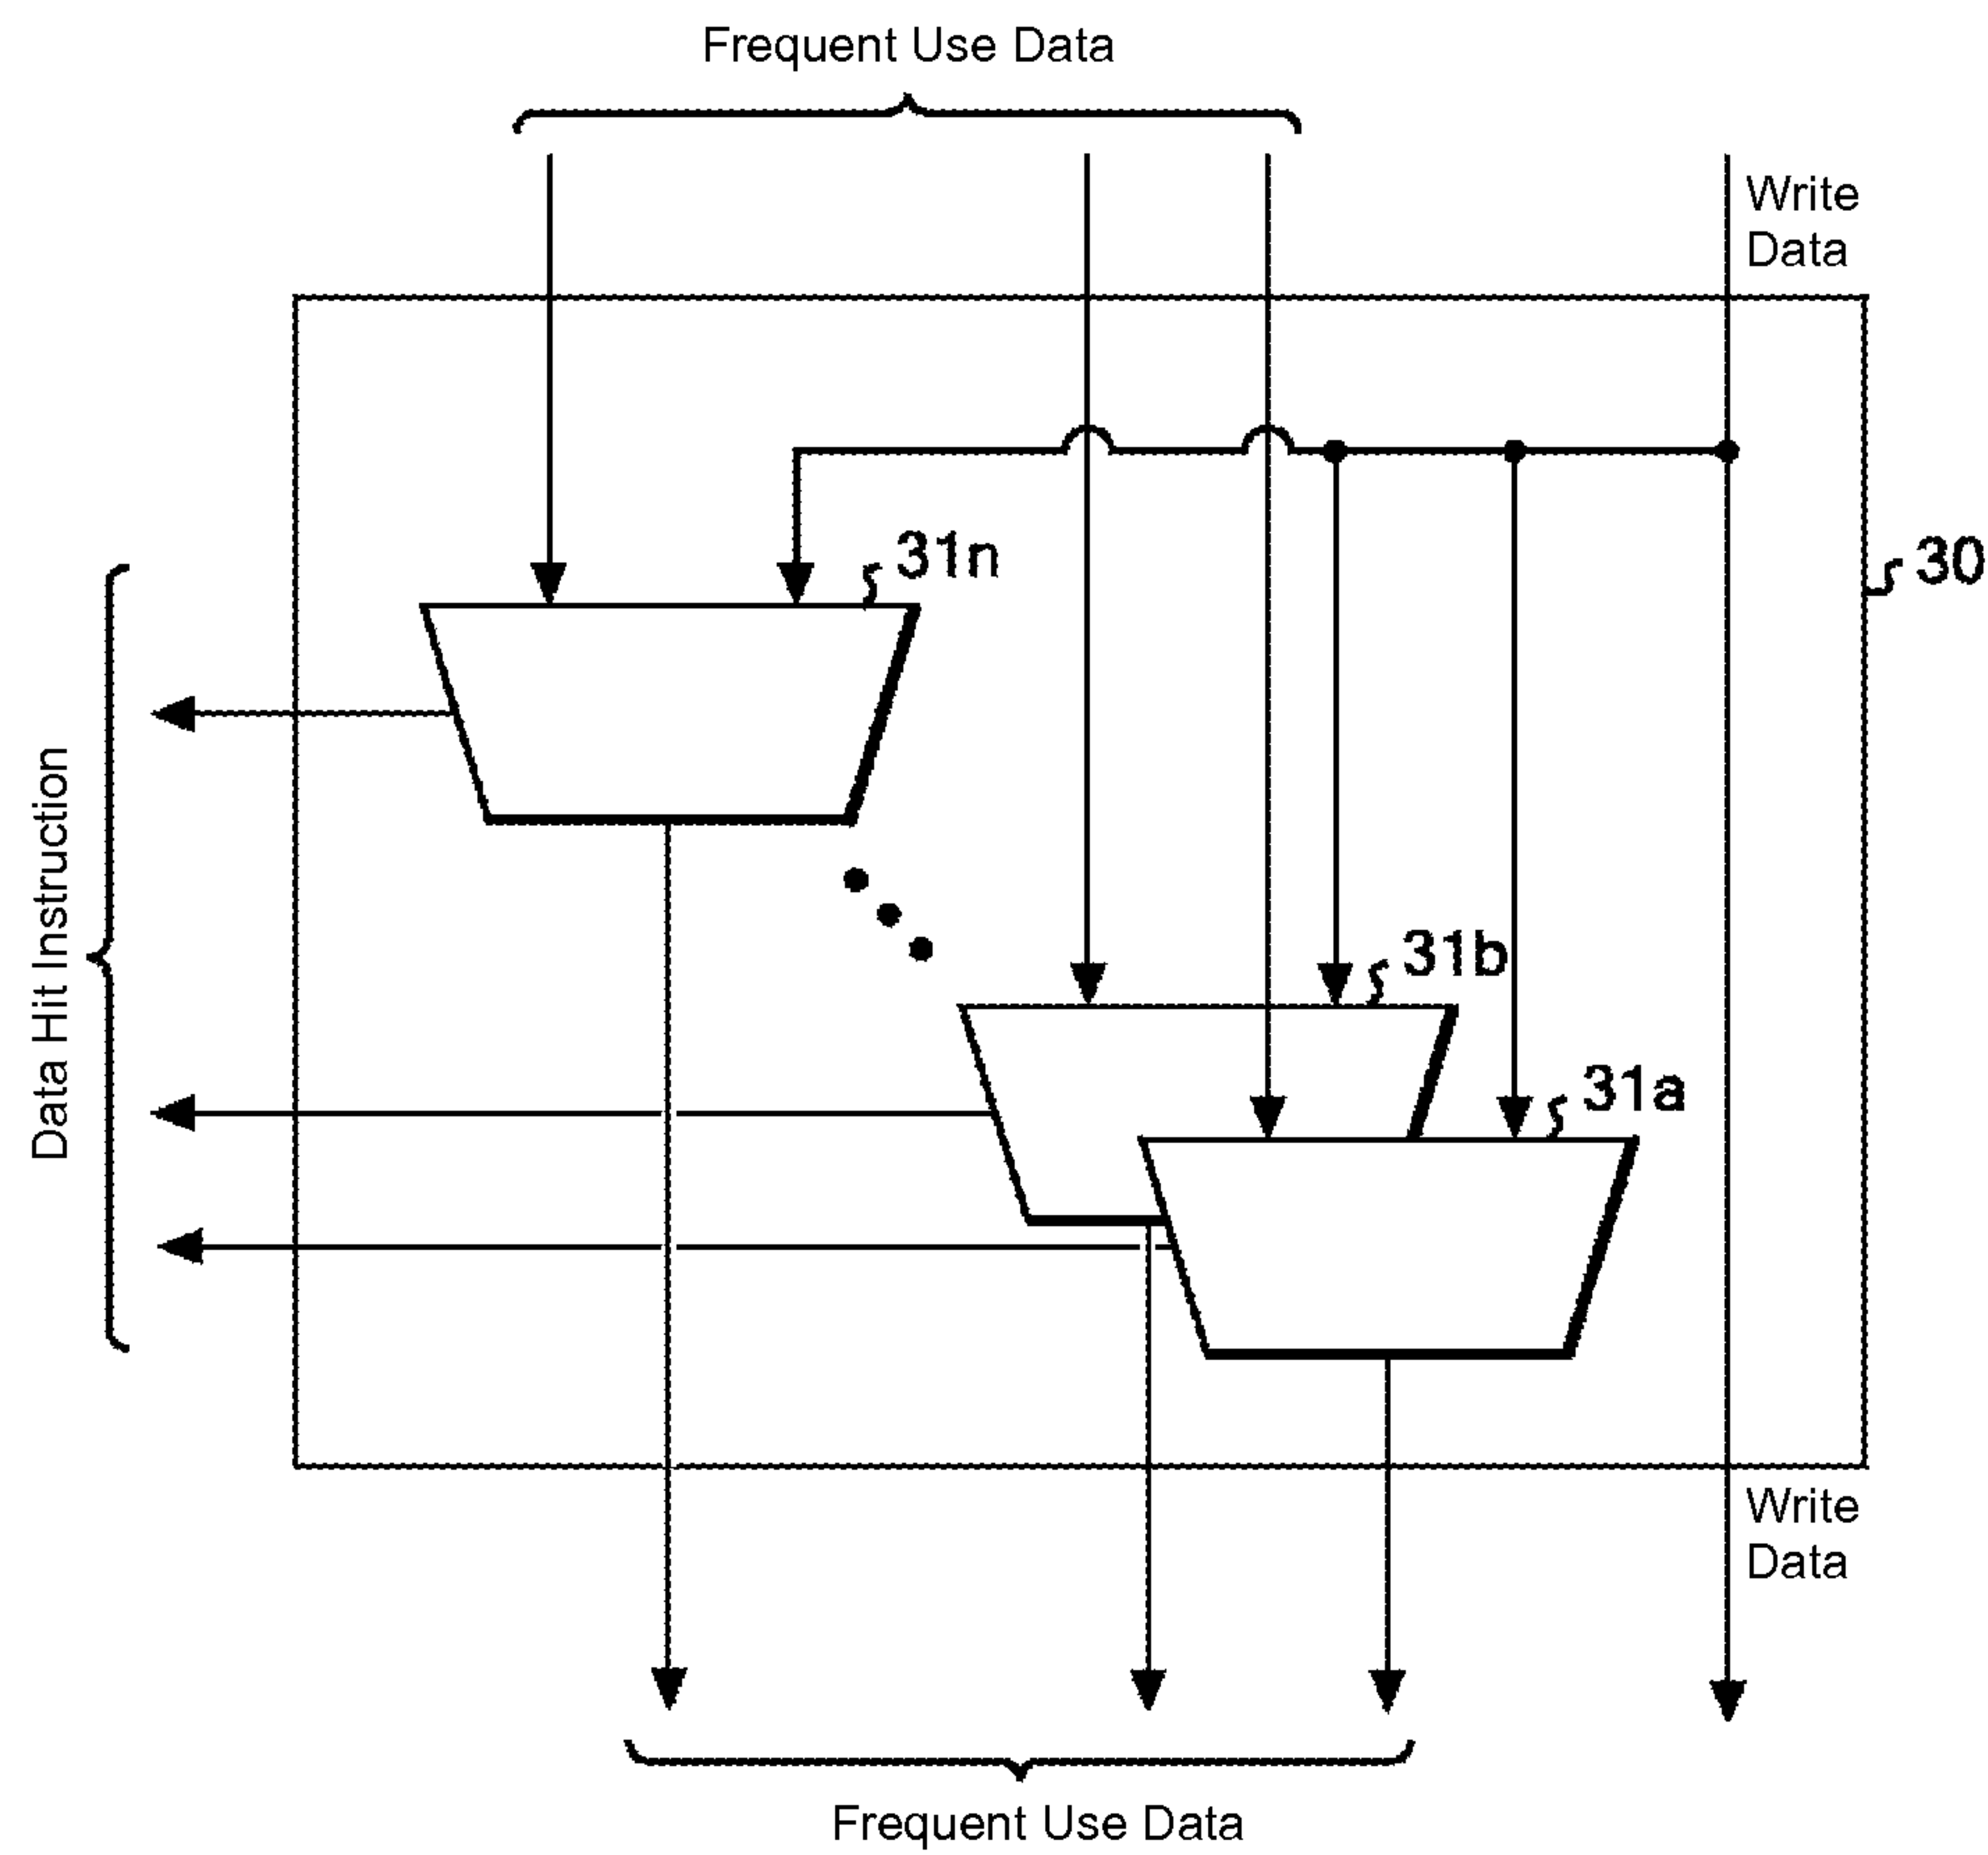 Frequent Use Data
Write
Data
31n
30
Data Hit Instruction
31b
31a
Write
Data
Frequent Use Data